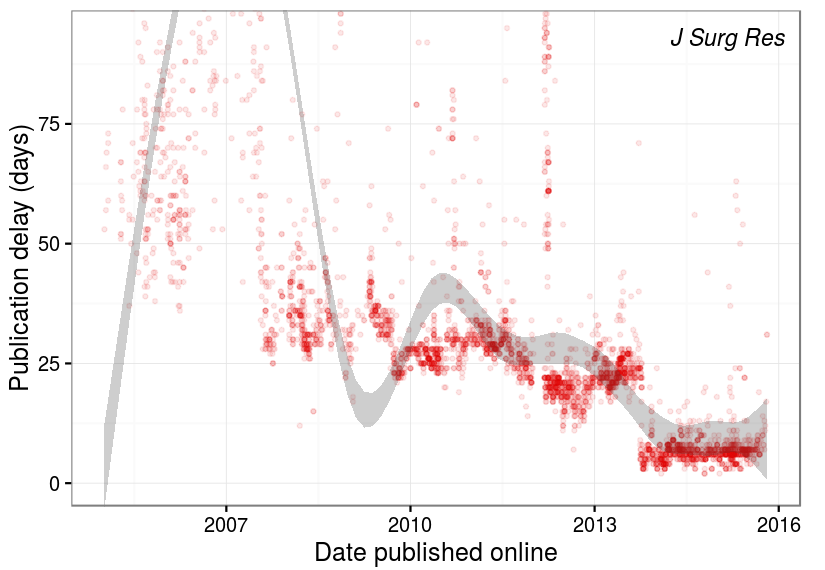 J Surg Res
75
50
25
0
Publication delay (days)
2007 2010 2013 2016
Date published online